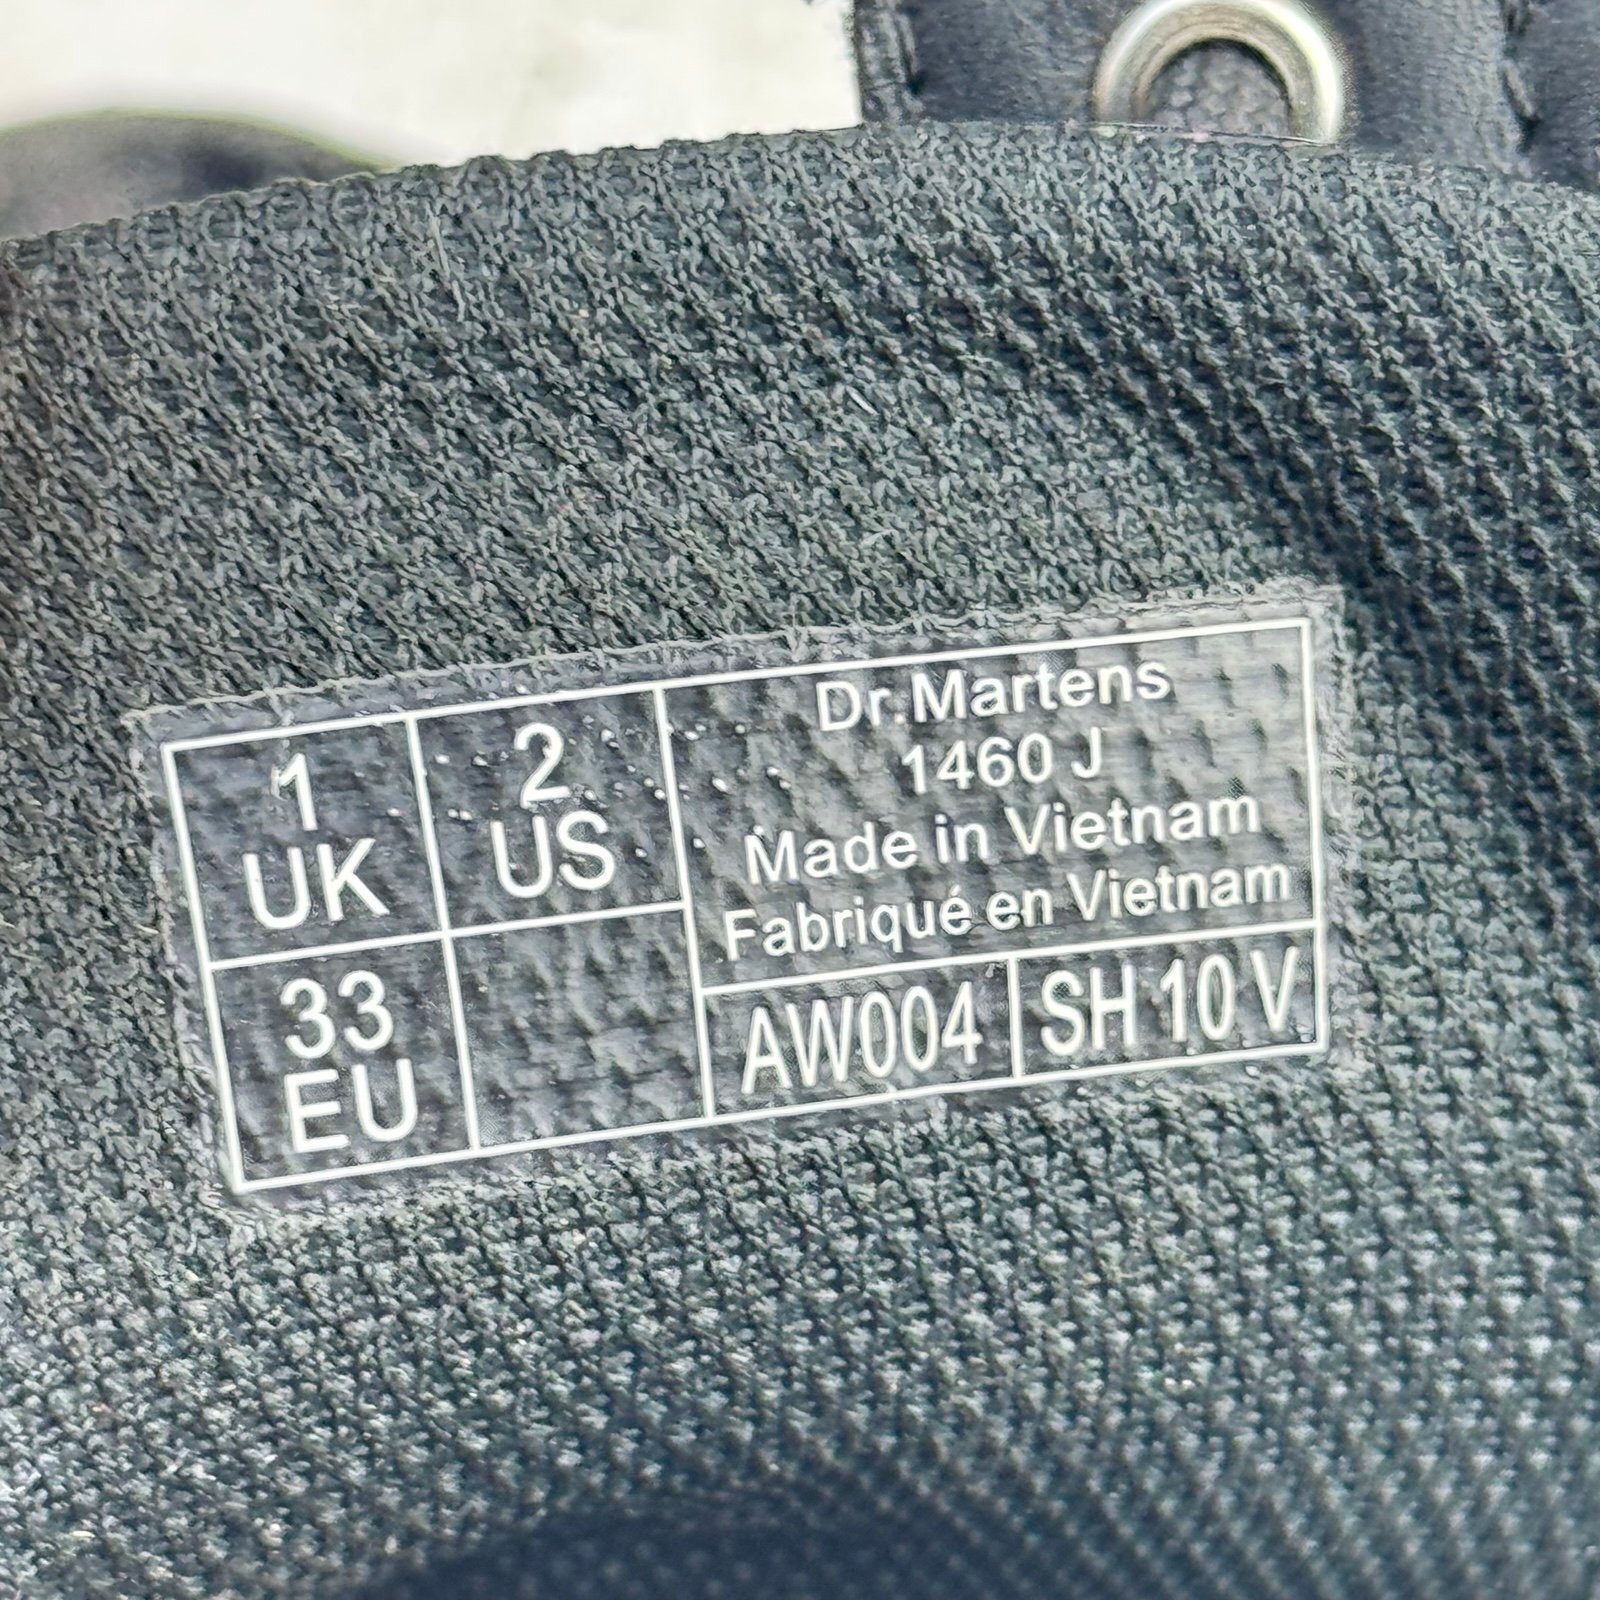 1
UK
2
US
33
EU
Dr.Martens
1460 J
Made in Vietnam
Fabriqué en Vietnam
AW004
SH 10 V